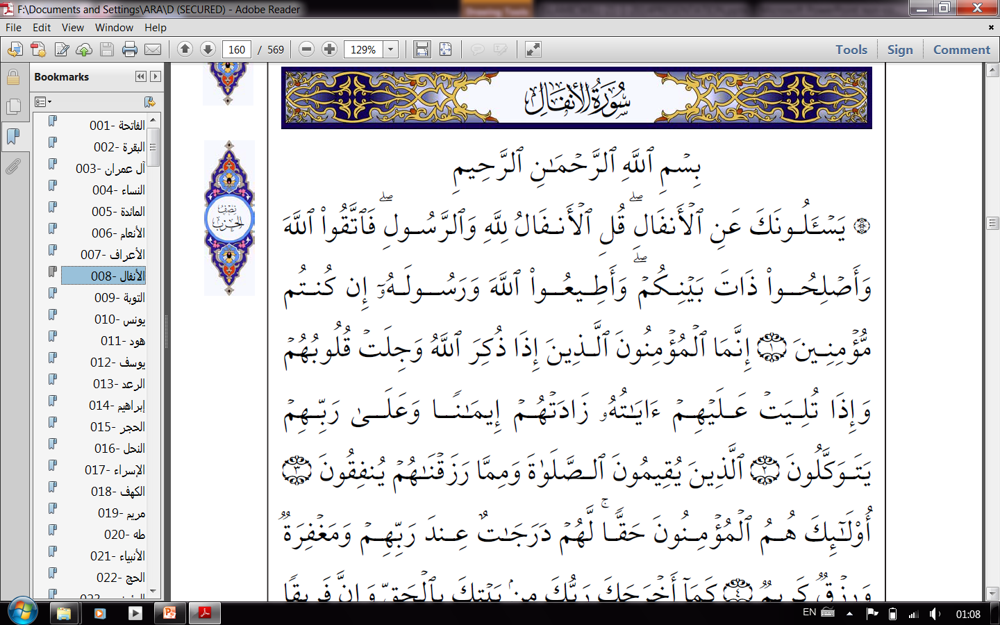 F:\Documents and Settings\ARA\D (SECURED) - Adobe Reader
File Edit View Window Help
160 / 569 129% Tools Sign Comment
Bookmarks
001- الفاتحة
002- البقرة
003- آل عمران
004- النساء
005- المائدة
006- الأنعام
007- الأعراف
008- الأنفال
009- التوبة
010- يونس
011- هود
012- يوسف
013- الرعد
014- إبراهيم
015- الحجر
016- النحل
017- الإسراء
018- الكهف
019- مريم
020- طه
021- الأنبياء
022- الحج
سُورَةُ الأَنفَال
نِصْفُ
الحِزْب
بِسْمِ ٱللَّهِ ٱلرَّحْمَـٰنِ ٱلرَّحِيمِ
۞ يَسْـَٔلُونَكَ عَنِ ٱلْأَنفَالِ ۖ قُلِ ٱلْأَنفَالُ لِلَّهِ وَٱلرَّسُولِ ۖ فَٱتَّقُوا۟ ٱللَّهَ
وَأَصْلِحُوا۟ ذَاتَ بَيْنِكُمْ ۖ وَأَطِيعُوا۟ ٱللَّهَ وَرَسُولَهُۥٓ إِن كُنتُم
مُّؤْمِنِينَ ١ إِنَّمَا ٱلْمُؤْمِنُونَ ٱلَّذِينَ إِذَا ذُكِرَ ٱللَّهُ وَجِلَتْ قُلُوبُهُمْ
وَإِذَا تُلِيَتْ عَلَيْهِمْ ءَايَـٰتُهُۥ زَادَتْهُمْ إِيمَـٰنًا وَعَلَىٰ رَبِّهِمْ
يَتَوَكَّلُونَ ٢ ٱلَّذِينَ يُقِيمُونَ ٱلصَّلَوٰةَ وَمِمَّا رَزَقْنَـٰهُمْ يُنفِقُونَ ٣
أُو۟لَـٰٓئِكَ هُمُ ٱلْمُؤْمِنُونَ حَقًّا ۚ لَّهُمْ دَرَجَـٰتٌ عِندَ رَبِّهِمْ وَمَغْفِرَةٌ
وَرِزْقٌ كَرِيمٌ ٤ كَمَآ أَخْرَجَكَ رَبُّكَ مِنۢ بَيْتِكَ بِٱلْحَقِّ وَإِنَّ فَرِيقًا
EN 01:08